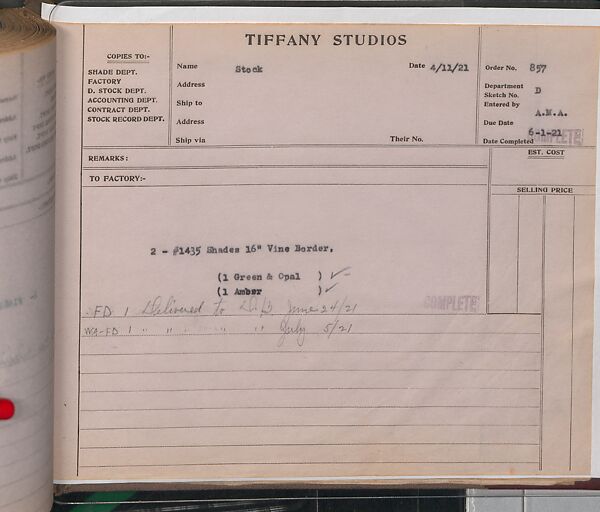 TIFFANY STUDIOS
COPIES TO:-
SHADE DEPT.
FACTORY
D. STOCK DEPT.
ACCOUNTING DEPT.
CONTRACT DEPT.
STOCK RECORD DEPT.
Name Stock Date 4/11/21
Address
Ship to
Address
Ship via Their No.
Order No. 857
Department D
Sketch No.
Entered by A.M.A.
Due Date 6-1-21
Date Completed COMPLETE
REMARKS:
EST. COST
TO FACTORY:-
SELLING PRICE
2 - #1435 Shades 16" Vine Border.
(1 Green & Opal ) ✓
(1 Amber ) ✓
COMPLETE
FD 1 Delivered to June 24/21
FD 1 " " " " July 5/21